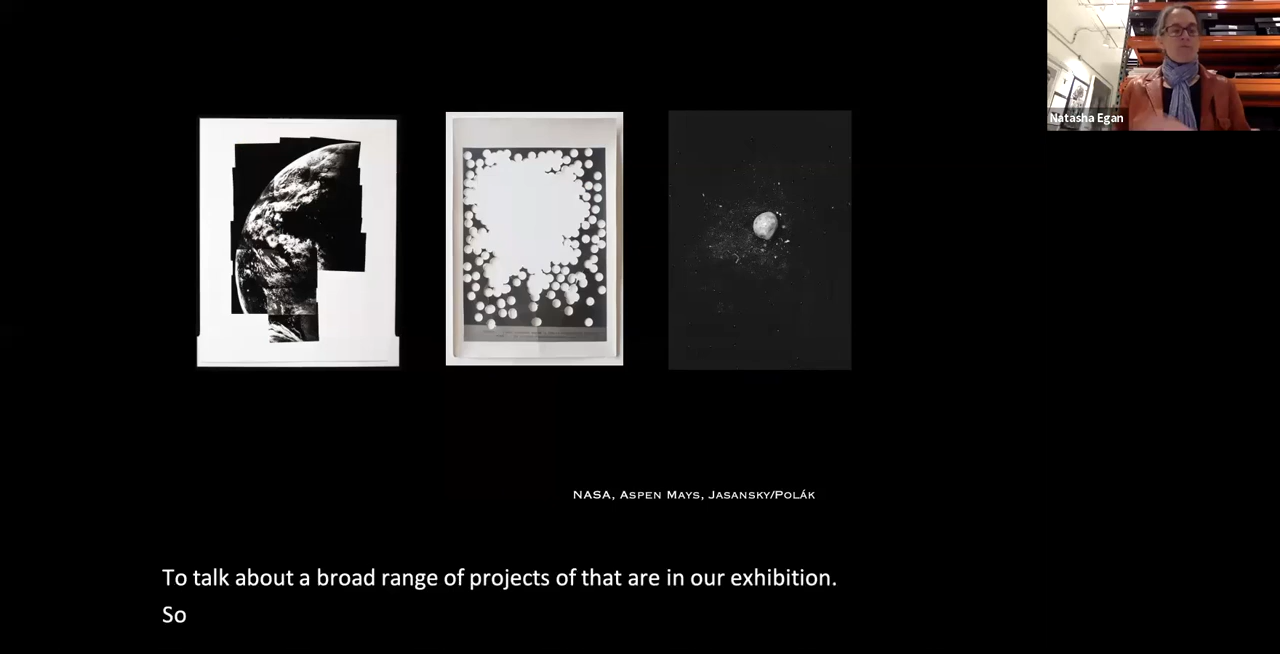 Natasha Egan
NASA, Aspen Mays, Jasansky/Polák
To talk about a broad range of projects of that are in our exhibition.
So